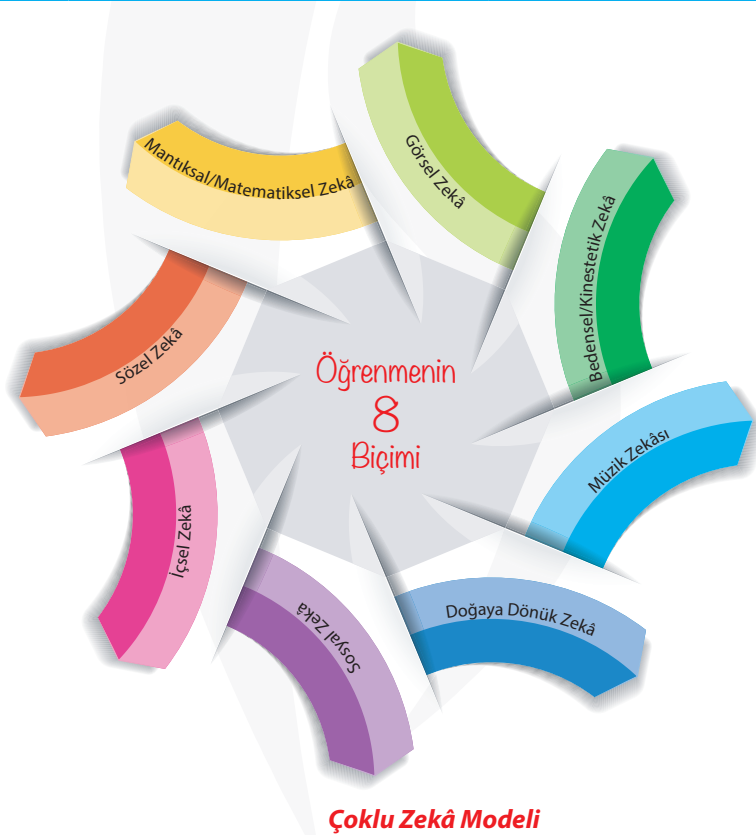 Görsel Zekâ
Bedensel/Kinestetik Zekâ
Müzik Zekâsı
Doğaya Dönük Zekâ
Sosyal Zekâ
İçsel Zekâ
Sözel Zekâ
Mantıksal/Matematiksel Zekâ
Öğrenmenin
8
Biçimi
Çoklu Zekâ Modeli